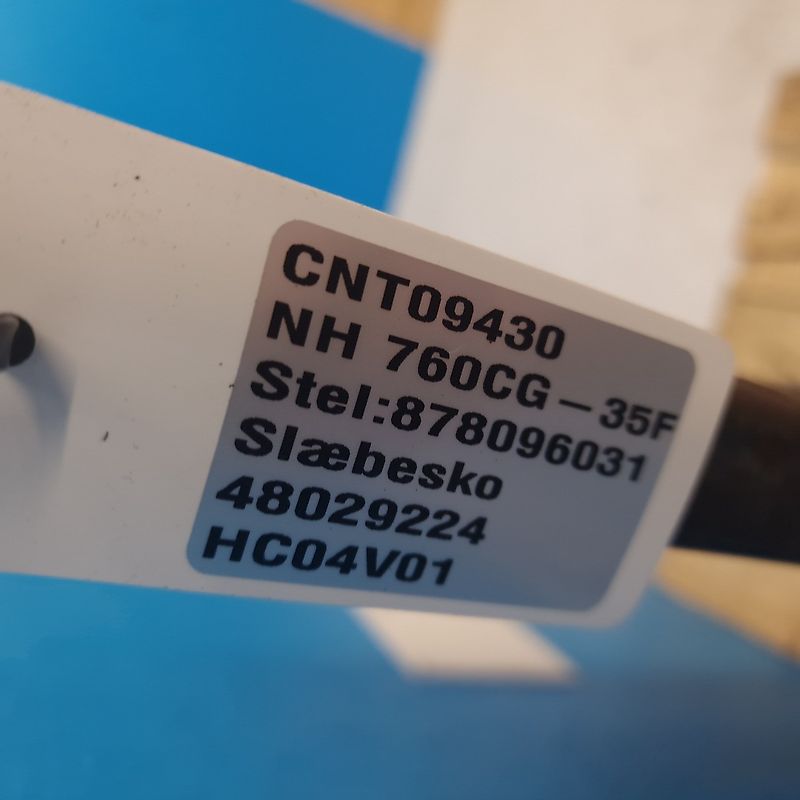 CNT09430
NH 760CG-35F
Stel:878096031
Slæbesko
48029224
HC04V01